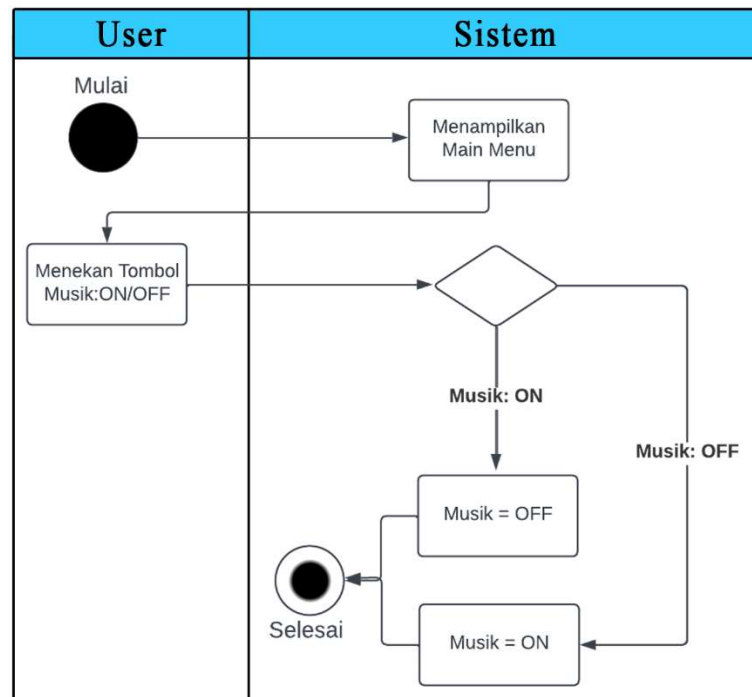 User
Sistem
Mulai
Menampilkan
Main Menu
Menekan Tombol
Musik:ON/OFF
Musik: ON
Musik: OFF
Musik = OFF
Selesai
Musik = ON